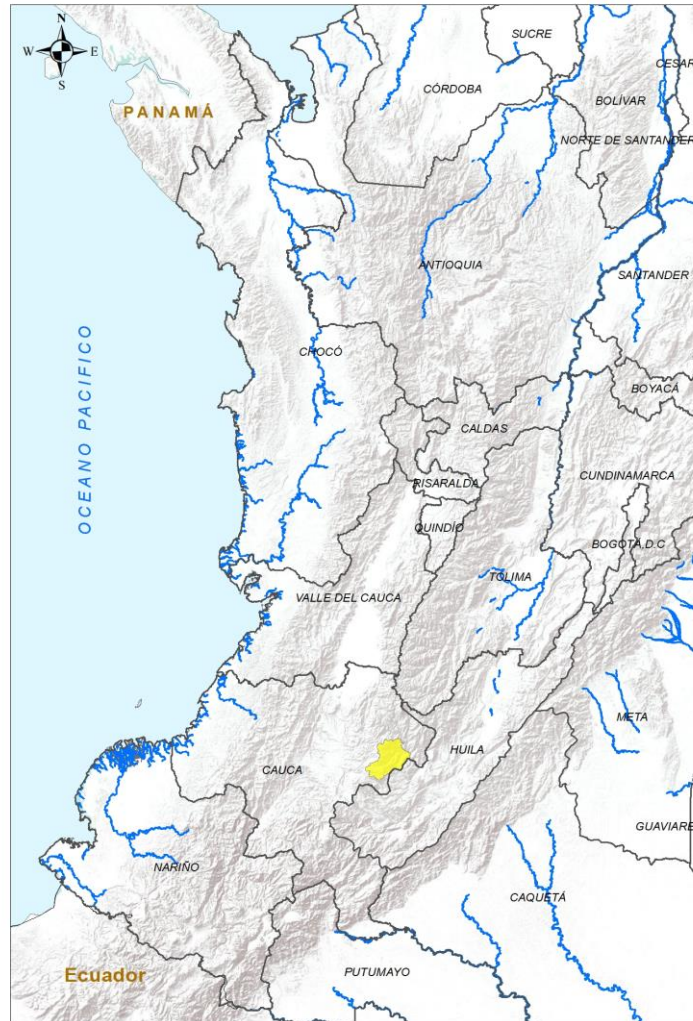 N
W E
S
PANAMÁ
SUCRE
CÓRDOBA
CESAR
BOLÍVAR
NORTE DE SANTANDER
ANTIOQUIA
SANTANDER
CHOCÓ
BOYACÁ
CALDAS
CUNDINAMARCA
RISARALDA
QUINDÍO
BOGOTÁ D.C
TOLIMA
VALLE DEL CAUCA
OCEANO PACIFICO
META
HUILA
CAUCA
GUAVIARE
NARIÑO
CAQUETÁ
Ecuador
PUTUMAYO